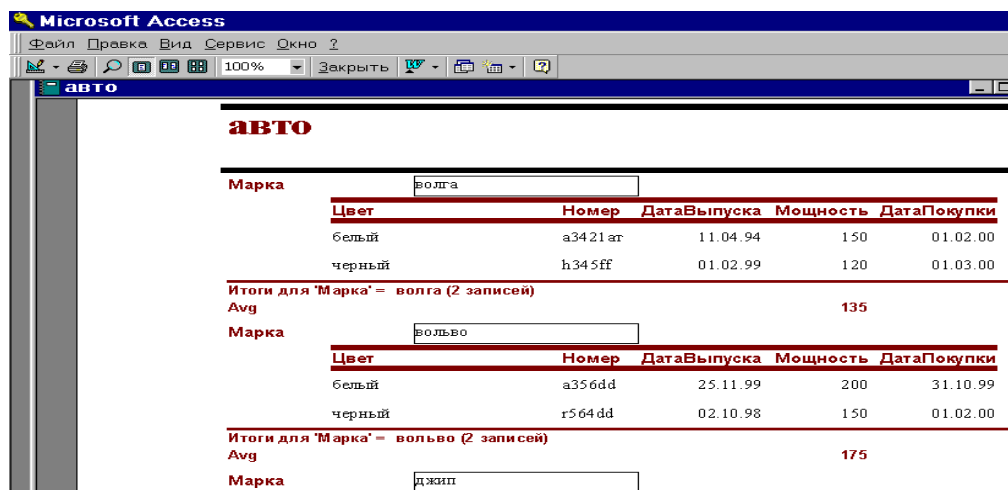 Microsoft Access
Файл Правка Вид Сервис Окно ?
100% Закрыть
авто
авто
Марка волга
Цвет Номер ДатаВыпуска Мощность ДатаПокупки
белый а3421ат 11.04.94 150 01.02.00
черный h345ff 01.02.99 120 01.03.00
Итоги для 'Марка' = волга (2 записей)
Avg 135
Марка вольво
Цвет Номер ДатаВыпуска Мощность ДатаПокупки
белый a356dd 25.11.99 200 31.10.99
черный r564dd 02.10.98 150 01.02.00
Итоги для 'Марка' = вольво (2 записей)
Avg 175
Марка джип